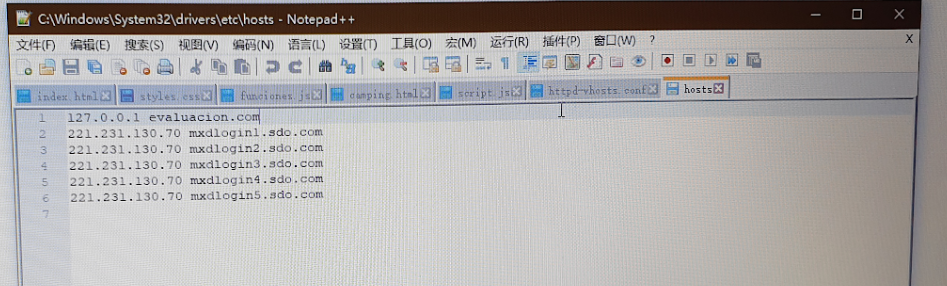 C:\Windows\System32\drivers\etc\hosts - Notepad++
文件(F) 编辑(E) 搜索(S) 视图(V) 编码(N) 语言(L) 设置(T) 工具(O) 宏(M) 运行(R) 插件(P) 窗口(W) ? X
index.html styles.css funciones.js camping.html script.js httpd-vhosts.conf hosts
1 127.0.0.1 evaluacion.com
2 221.231.130.70 mxdlogin1.sdo.com
3 221.231.130.70 mxdlogin2.sdo.com
4 221.231.130.70 mxdlogin3.sdo.com
5 221.231.130.70 mxdlogin4.sdo.com
6 221.231.130.70 mxdlogin5.sdo.com
7